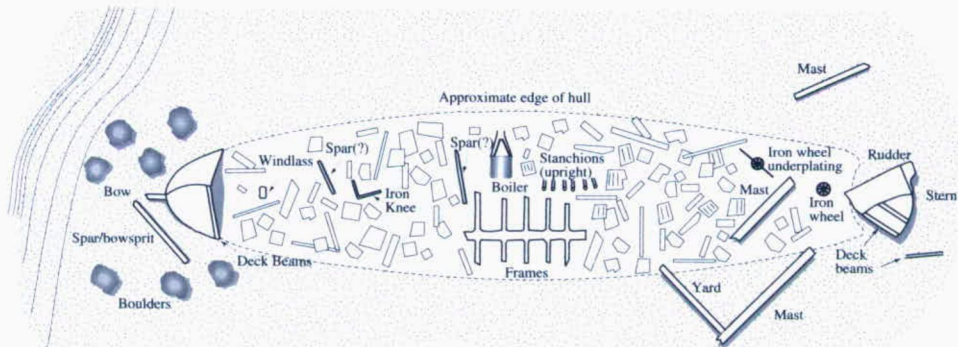 Mast
Approximate edge of hull
Spar(?)
Spar(?)
Windlass
Stanchions
(upright)
Iron wheel
underplating
Rudder
Bow
Iron
Knee
Boiler
Mast
Iron
wheel
Stern
Spar/bowsprit
Deck Beams
Frames
Deck
beams
Boulders
Yard
Mast